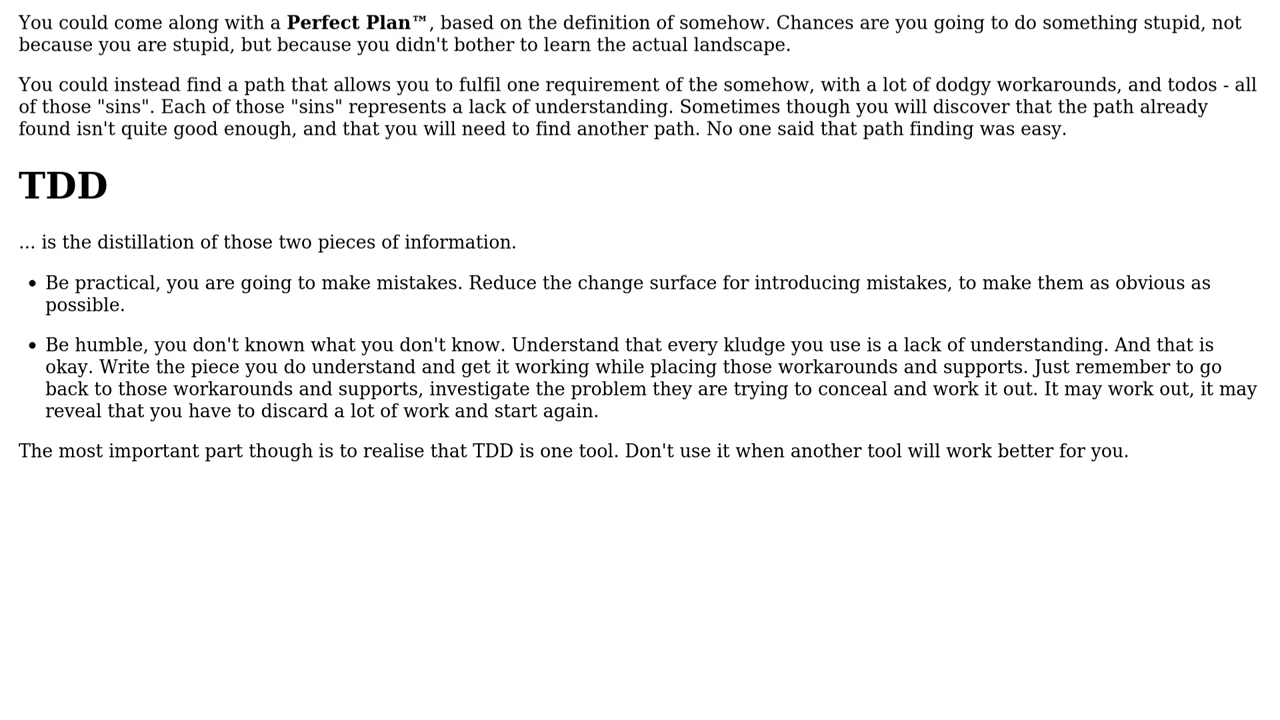 You could come along with a Perfect Plan™, based on the definition of somehow. Chances are you going to do something stupid, not
because you are stupid, but because you didn't bother to learn the actual landscape.
You could instead find a path that allows you to fulfil one requirement of the somehow, with a lot of dodgy workarounds, and todos - all
of those "sins". Each of those "sins" represents a lack of understanding. Sometimes though you will discover that the path already
found isn't quite good enough, and that you will need to find another path. No one said that path finding was easy.
TDD
... is the distillation of those two pieces of information.
• Be practical, you are going to make mistakes. Reduce the change surface for introducing mistakes, to make them as obvious as
possible.
• Be humble, you don't known what you don't know. Understand that every kludge you use is a lack of understanding. And that is
okay. Write the piece you do understand and get it working while placing those workarounds and supports. Just remember to go
back to those workarounds and supports, investigate the problem they are trying to conceal and work it out. It may work out, it may
reveal that you have to discard a lot of work and start again.
The most important part though is to realise that TDD is one tool. Don't use it when another tool will work better for you.